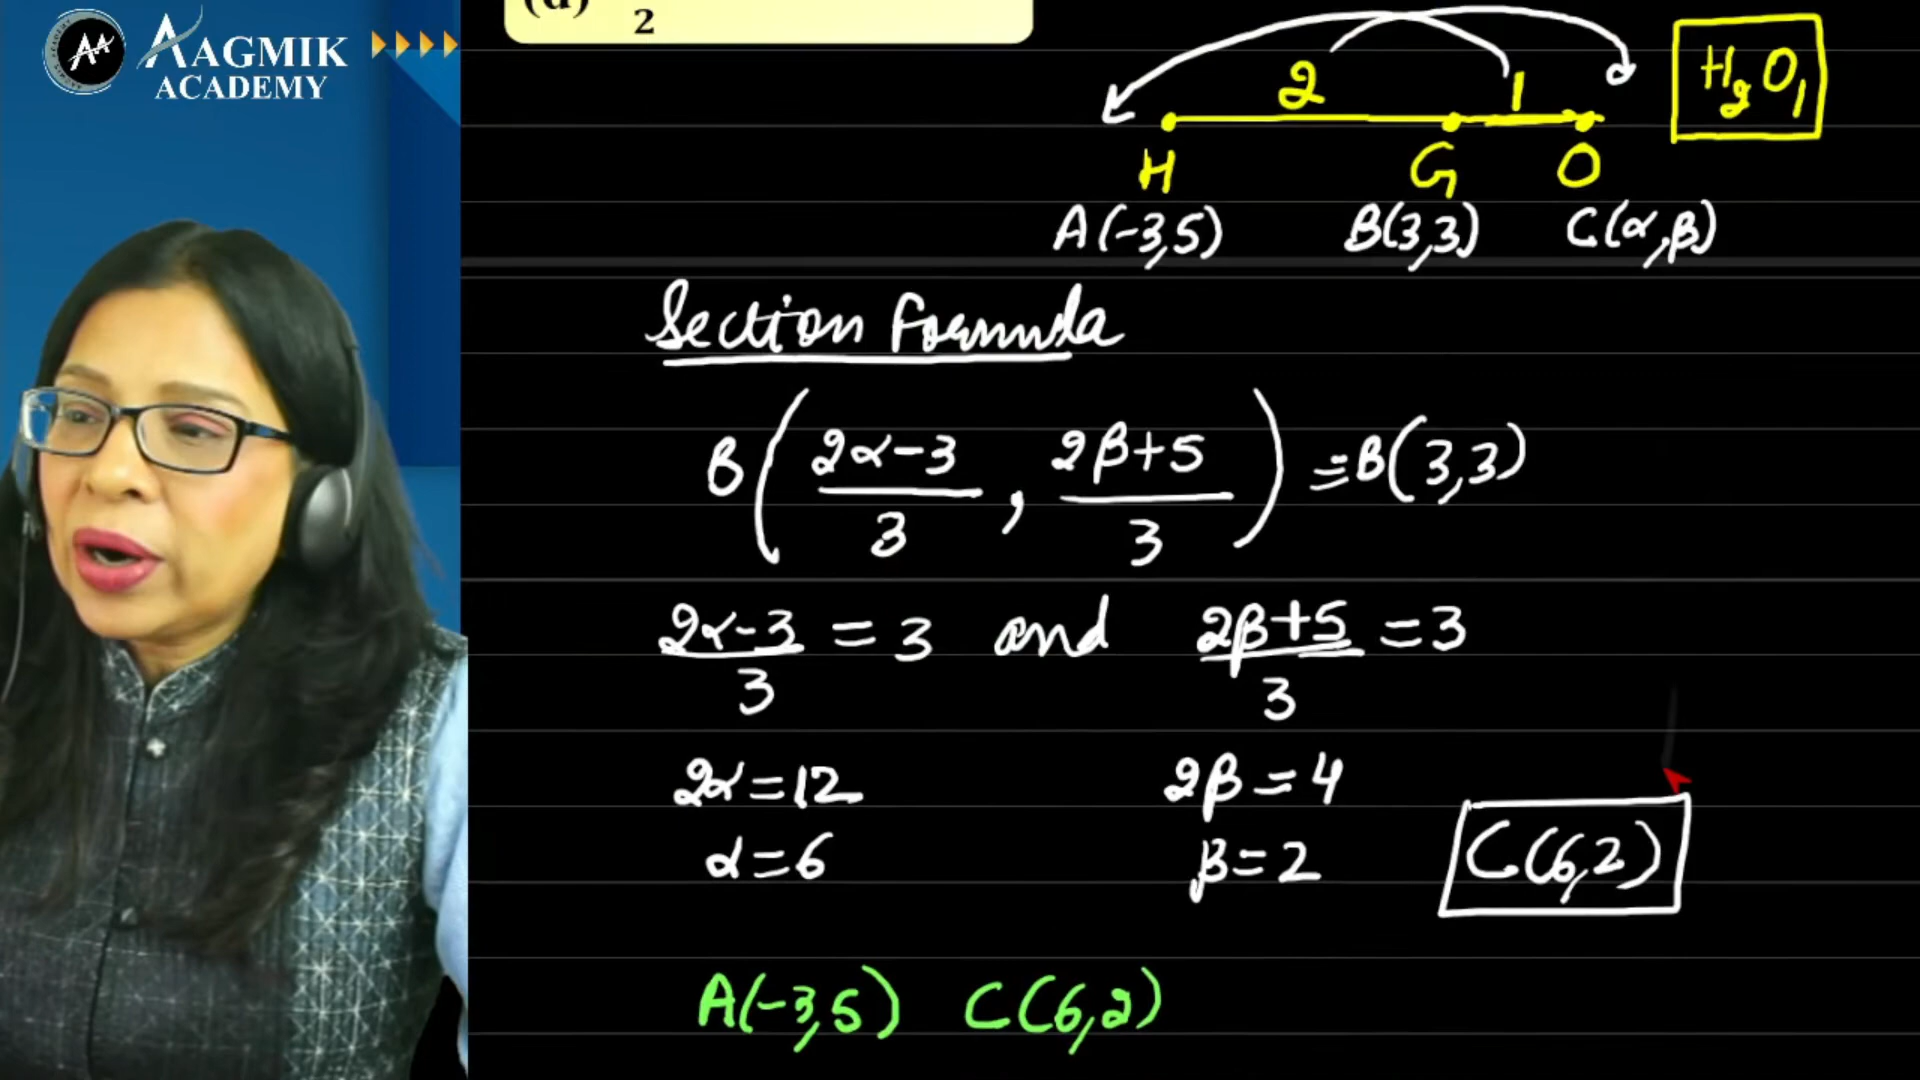 AAGMIK
ACADEMY
(d) 2
2 1 H₂O₁
H G O
A(-3,5) B(3,3) C(α,β)
Section Formula
B((2α-3)/3, (2β+5)/3) ≡ B(3,3)
(2α-3)/3 = 3 and (2β+5)/3 = 3
2α = 12 2β = 4
α = 6 β = 2 C(6,2)
A(-3,5) C(6,2)